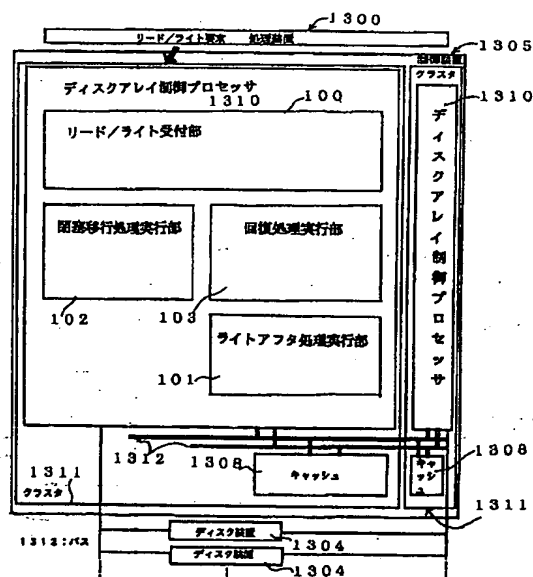 1300
リード/ライト要求 処理装置
1305
制御装置
クラスタ
ディスクアレイ制御プロセッサ
1310
100
1310
リード/ライト受付部
ディスクアレイ制御プロセッサ
閉塞移行処理実行部
回復処理実行部
102
103
ライトアフタ処理実行部
101
1312
1308
キャッシュ
1308
キャッシュ
1311
クラスタ
1311
ディスク装置
1304
1312:バス
ディスク装置
1304